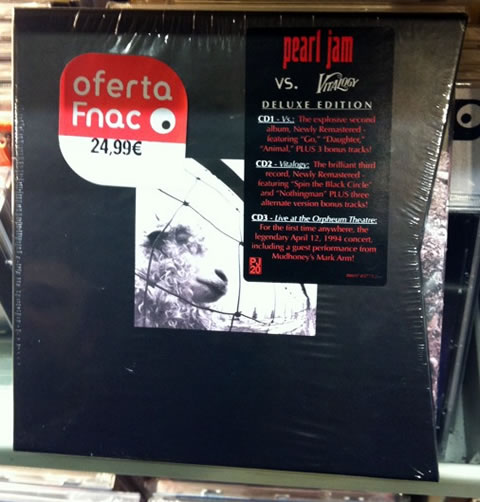 oferta
Fnac
24,99€
pearl jam
VS. VITALOGY
DELUXE EDITION
CD1 - Vs.: The explosive second
album, Newly Remastered -
featuring “Go,” “Daughter,”
“Animal,” PLUS 3 bonus tracks!
CD2 - Vitalogy: The brilliant third
record, Newly Remastered -
featuring “Spin the Black Circle”
and “Nothingman” PLUS three
alternate version bonus tracks!
CD3 - Live at the Orpheum Theatre:
For the first time anywhere, the
legendary April 12, 1994 concert,
including a guest performance from
Mudhoney's Mark Arm!
PJ
20